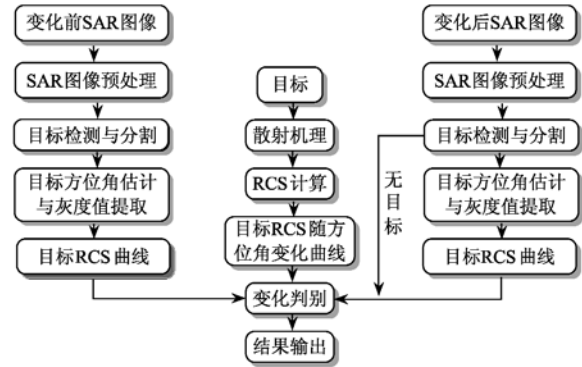 变化前SAR图像
SAR图像预处理
目标检测与分割
目标方位角估计
与灰度值提取
目标RCS曲线
目标
散射机理
RCS计算
目标RCS随方
位角变化曲线
变化判别
结果输出
变化后SAR图像
SAR图像预处理
目标检测与分割
无目标
目标方位角估计
与灰度值提取
目标RCS曲线